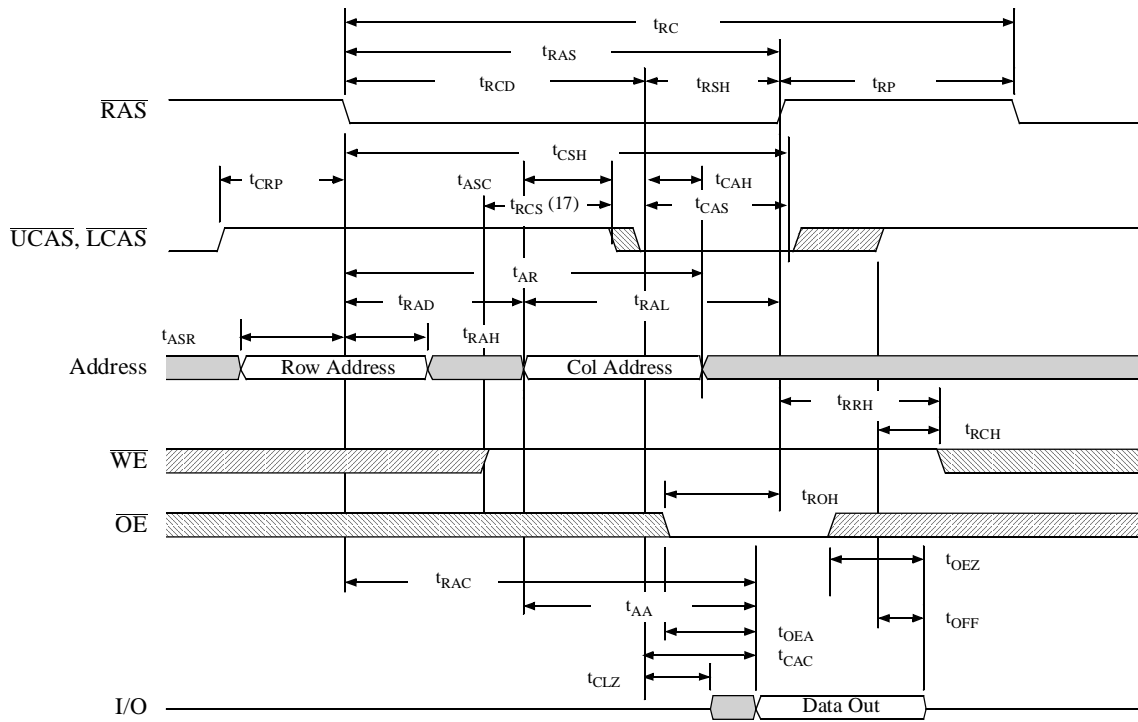 tRC
tRAS
tRCD tRSH tRP
RAS
tCSH
tCRP tASC tCAH
tRCS (17) tCAS
UCAS, LCAS
tAR
tRAD tRAL
tASR tRAH
Address Row Address Col Address
tRRH
tRCH
WE
tROH
OE
tOEZ
tRAC
tAA
tOFF
tOEA
tCAC
tCLZ
I/O Data Out